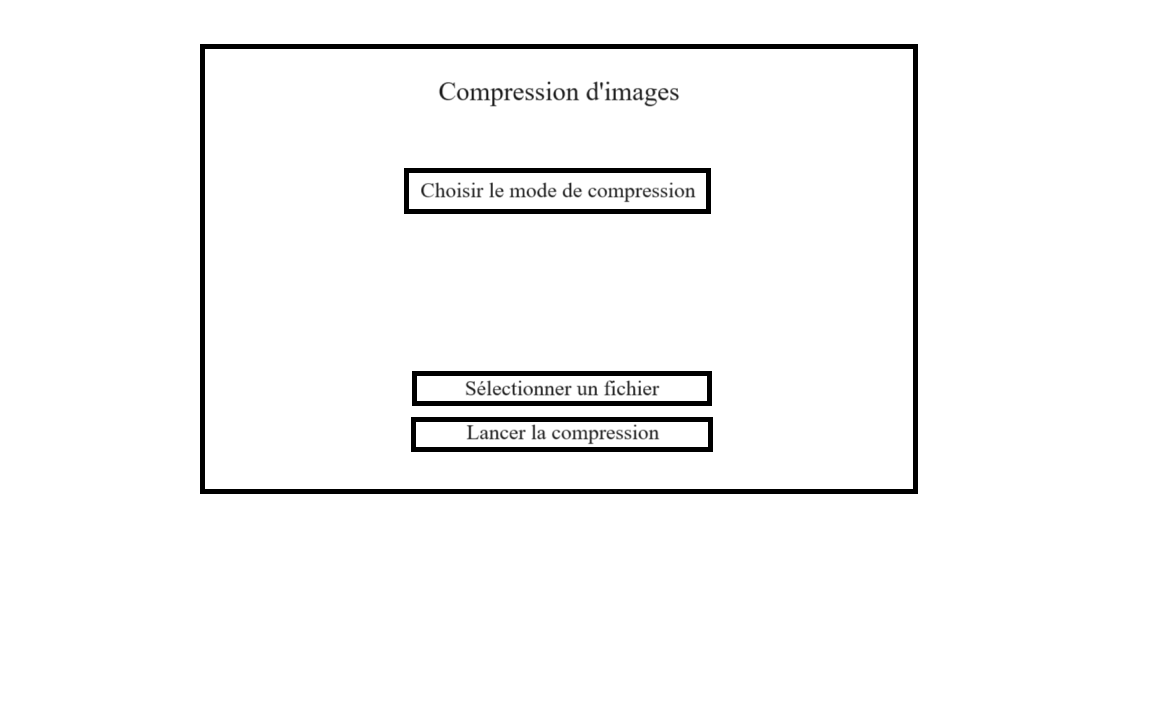 Compression d'images
Choisir le mode de compression
Sélectionner un fichier
Lancer la compression